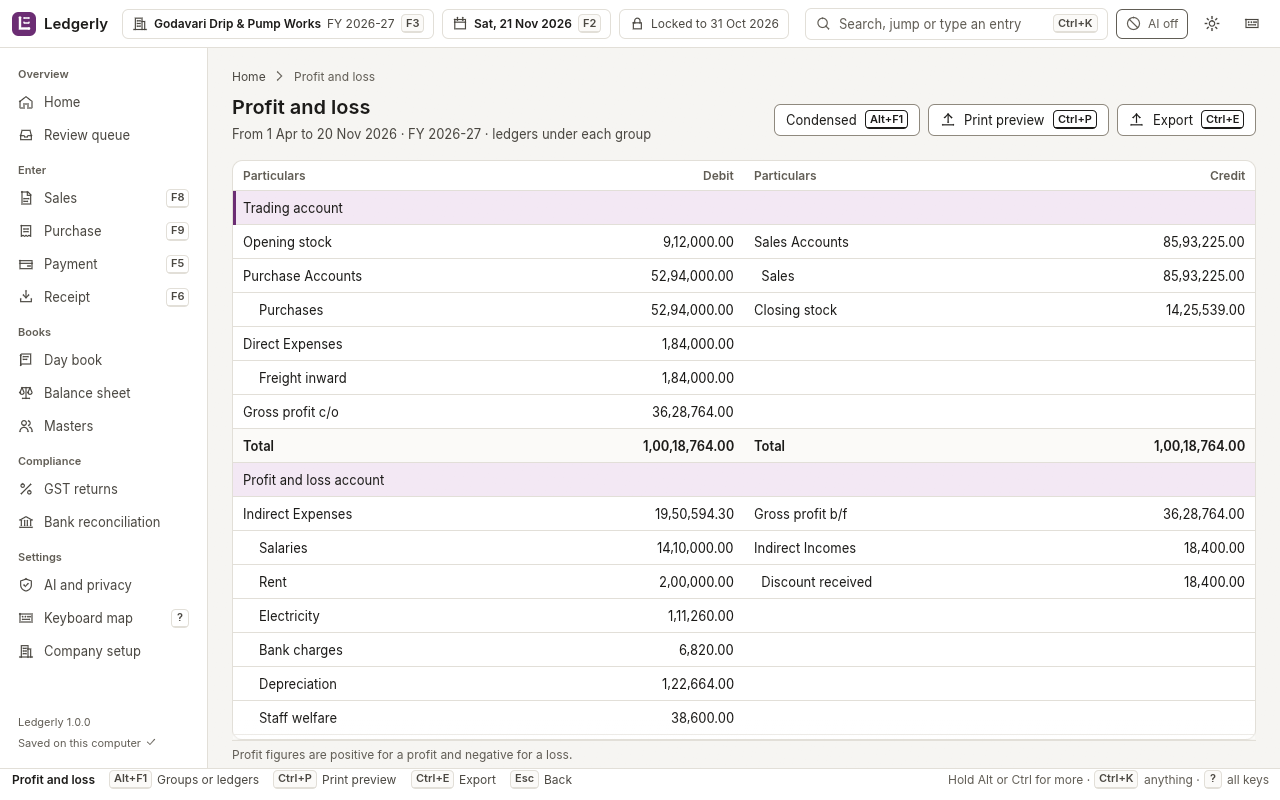 Ledgerly
Godavari Drip & Pump Works FY 2026-27 F3
Sat, 21 Nov 2026 F2
Locked to 31 Oct 2026
Search, jump or type an entry Ctrl+K
AI off
Overview
Home
Review queue
Enter
Sales F8
Purchase F9
Payment F5
Receipt F6
Books
Day book
Balance sheet
Masters
Compliance
GST returns
Bank reconciliation
Settings
AI and privacy
Keyboard map ?
Company setup
Ledgerly 1.0.0
Saved on this computer
Home Profit and loss
Profit and loss
From 1 Apr to 20 Nov 2026 · FY 2026-27 · ledgers under each group
Condensed Alt+F1
Print preview Ctrl+P
Export Ctrl+E
Particulars Debit Particulars Credit
Trading account
Opening stock 9,12,000.00 Sales Accounts 85,93,225.00
Purchase Accounts 52,94,000.00 Sales 85,93,225.00
Purchases 52,94,000.00 Closing stock 14,25,539.00
Direct Expenses 1,84,000.00
Freight inward 1,84,000.00
Gross profit c/o 36,28,764.00
Total 1,00,18,764.00 Total 1,00,18,764.00
Profit and loss account
Indirect Expenses 19,50,594.30 Gross profit b/f 36,28,764.00
Salaries 14,10,000.00 Indirect Incomes 18,400.00
Rent 2,00,000.00 Discount received 18,400.00
Electricity 1,11,260.00
Bank charges 6,820.00
Depreciation 1,22,664.00
Staff welfare 38,600.00
Profit figures are positive for a profit and negative for a loss.
Profit and loss Alt+F1 Groups or ledgers Ctrl+P Print preview Ctrl+E Export Esc Back
Hold Alt or Ctrl for more · Ctrl+K anything · ? all keys